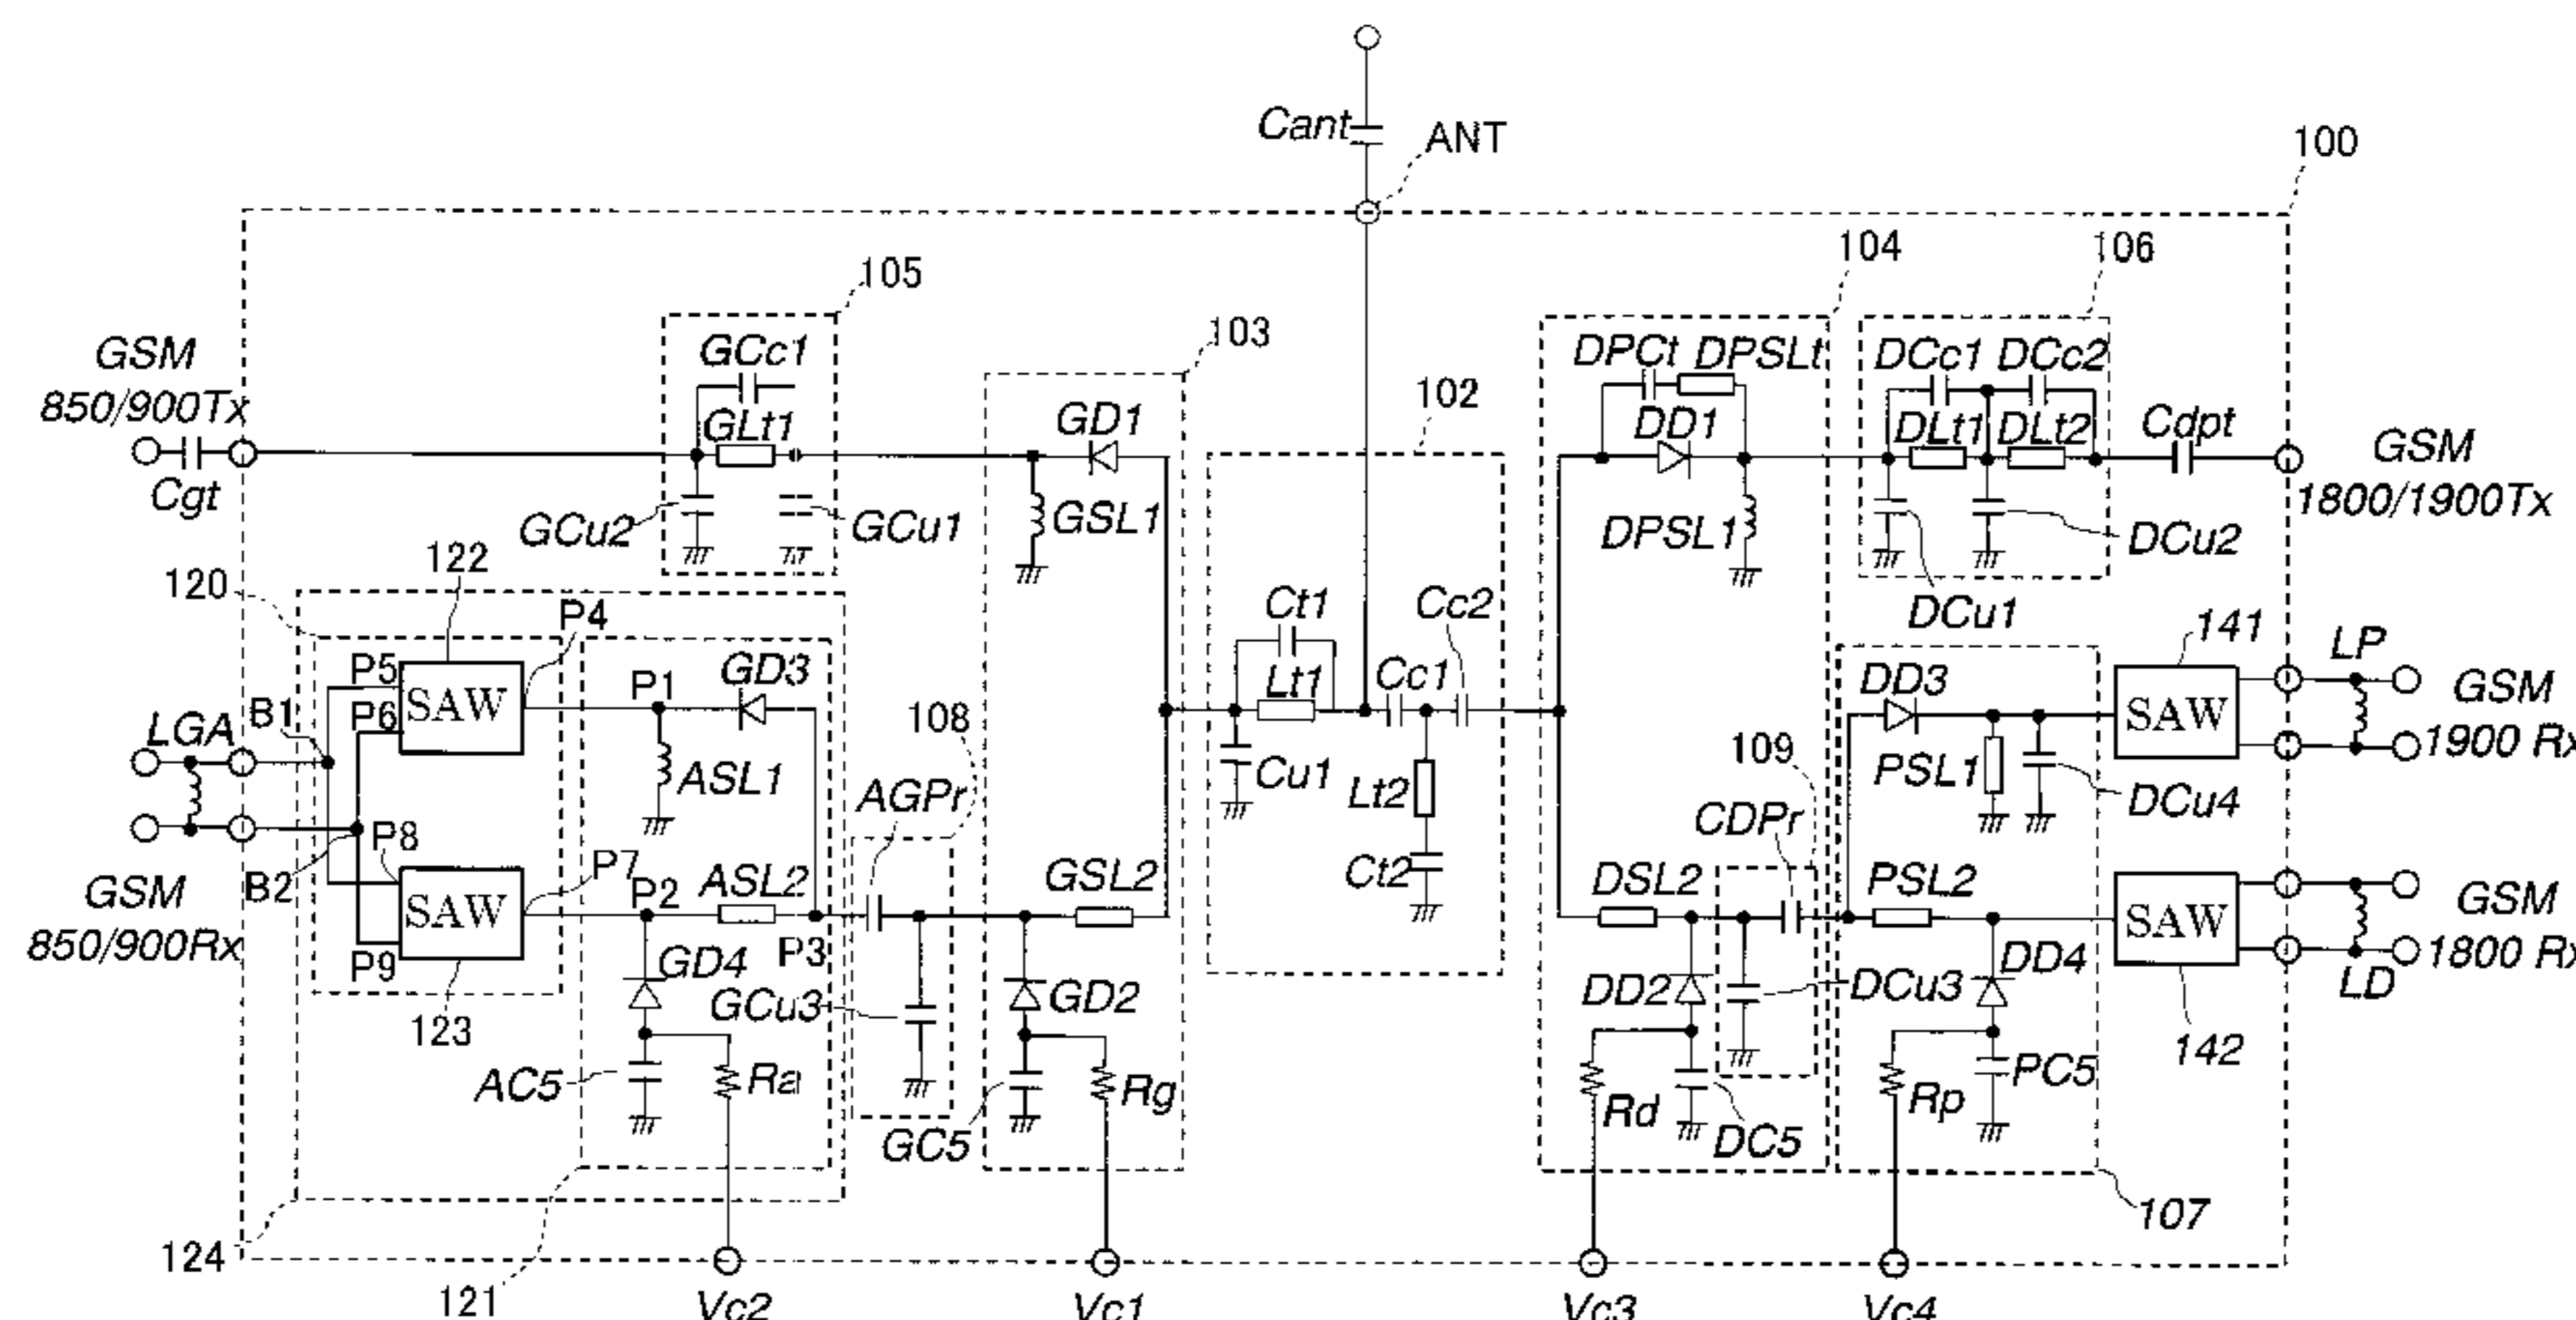 Cant
ANT
100
105
103
104
106
GSM
850/900Tx
GCc1
GLt1
GD1
102
DPCt
DPSLt
DD1
DCc1
DCc2
DLt1
DLt2
Cdpt
GSM
1800/1900Tx
Cgt
GCu2
GCu1
GSL1
DPSL1
DCu2
120
122
P4
Ct1
Cc2
DCu1
141
LP
P5
SAW
P1
GD3
Lt1
Cc1
DD3
SAW
GSM
1900 Rx
B1
LGA
P6
ASL1
108
Cu1
Lt2
109
PSL1
DCu4
AGPr
CDPr
GSM
850/900Rx
B2
P8
SAW
P7
P2
ASL2
GSL2
Ct2
DSL2
PSL2
SAW
GSM
1800 Rx
P9
GD4
P3
GCu3
GD2
DD2
DCu3
DD4
LD
123
AC5
Ra
GC5
Rg
Rd
DC5
Rp
PC5
142
124
121
107
Vc2
Vc1
Vc3
Vc4